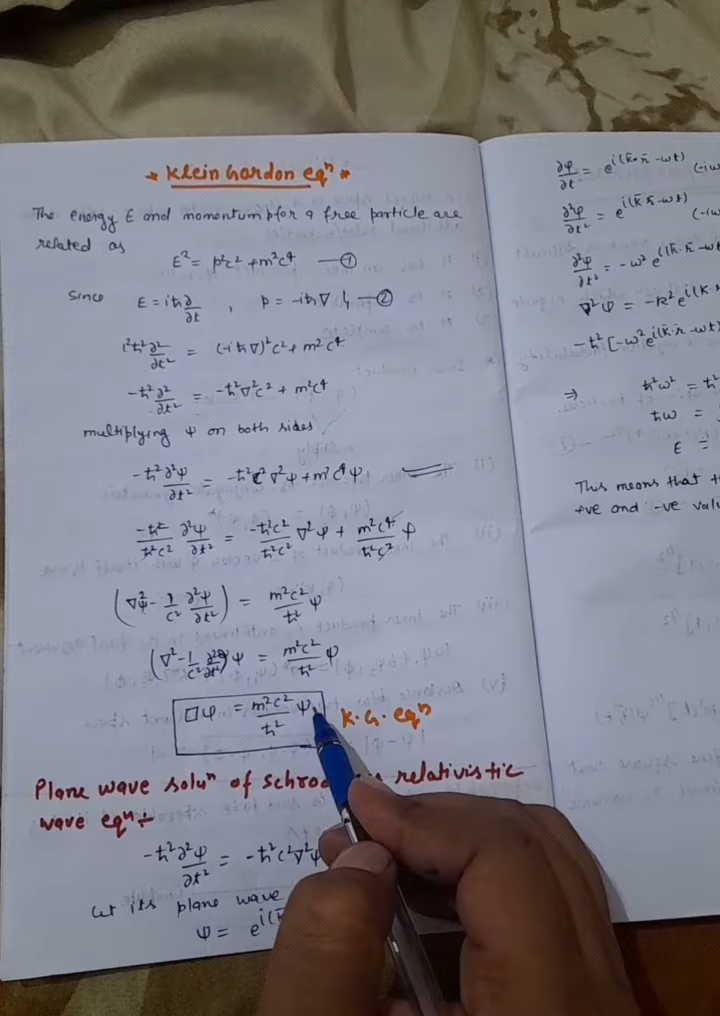 * Klein Gordon eqⁿ *
The energy E and momentum p for a free particle are
related as
E² = p²c² + m²c⁴ —①
Since E = iħ ∂/∂t , p = -iħ∇ —②
i²ħ² ∂²/∂t² = (-iħ∇)²c² + m²c⁴
-ħ² ∂²/∂t² = -ħ²∇²c² + m²c⁴
multiplying ψ on both sides
-ħ² ∂²ψ/∂t² = -ħ²c²∇²ψ + m²c⁴ψ
-ħ²/ħ²c² ∂²ψ/∂t² = -ħ²c²/ħ²c² ∇²ψ + m²c⁴/ħ²c² ψ
(∇²ψ - 1/c² ∂²ψ/∂t²) = m²c²/ħ² ψ
(∇² - 1/c² ∂²/∂t²)ψ = m²c²/ħ² ψ
□ψ = m²c²/ħ² ψ K.G. eqⁿ
Plane wave soluⁿ of relativistic
wave eqⁿ ÷
-ħ² ∂²ψ/∂t² = -ħ²c²∇²ψ
Let its plane wave
ψ = e^i(k̄
∂ψ/∂t = e^i(k̄·r̄ - ωt) (-iω
∂²ψ/∂t² = e^i(k̄·r̄ - ωt) (-iω
∂²ψ/∂t² = -ω² e^i(k̄·r̄ - ωt
∇²ψ = -k² e^i(k·
-ħ² [-ω² e^i(k̄·r - ωt)
⇒ ħ²ω² = ħ²
ħω =
E =
This means that
+ve and -ve